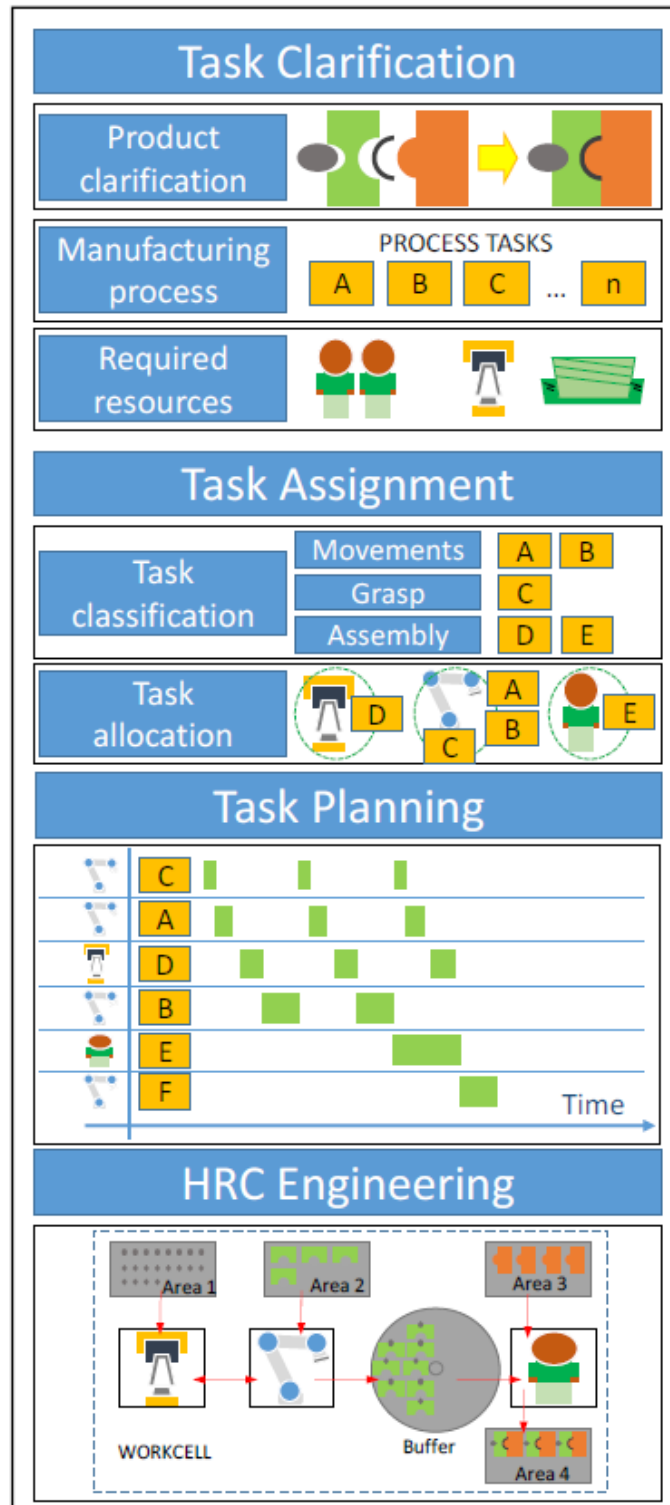 Task Clarification
Product
clarification
Manufacturing
process
PROCESS TASKS
A B C ... n
Required
resources
Task Assignment
Task
classification
Movements A B
Grasp C
Assembly D E
Task
allocation
D
C
A
B
E
Task Planning
C
A
D
B
E
F
Time
HRC Engineering
Area 1
Area 2
Area 3
WORKCELL
Buffer
Area 4